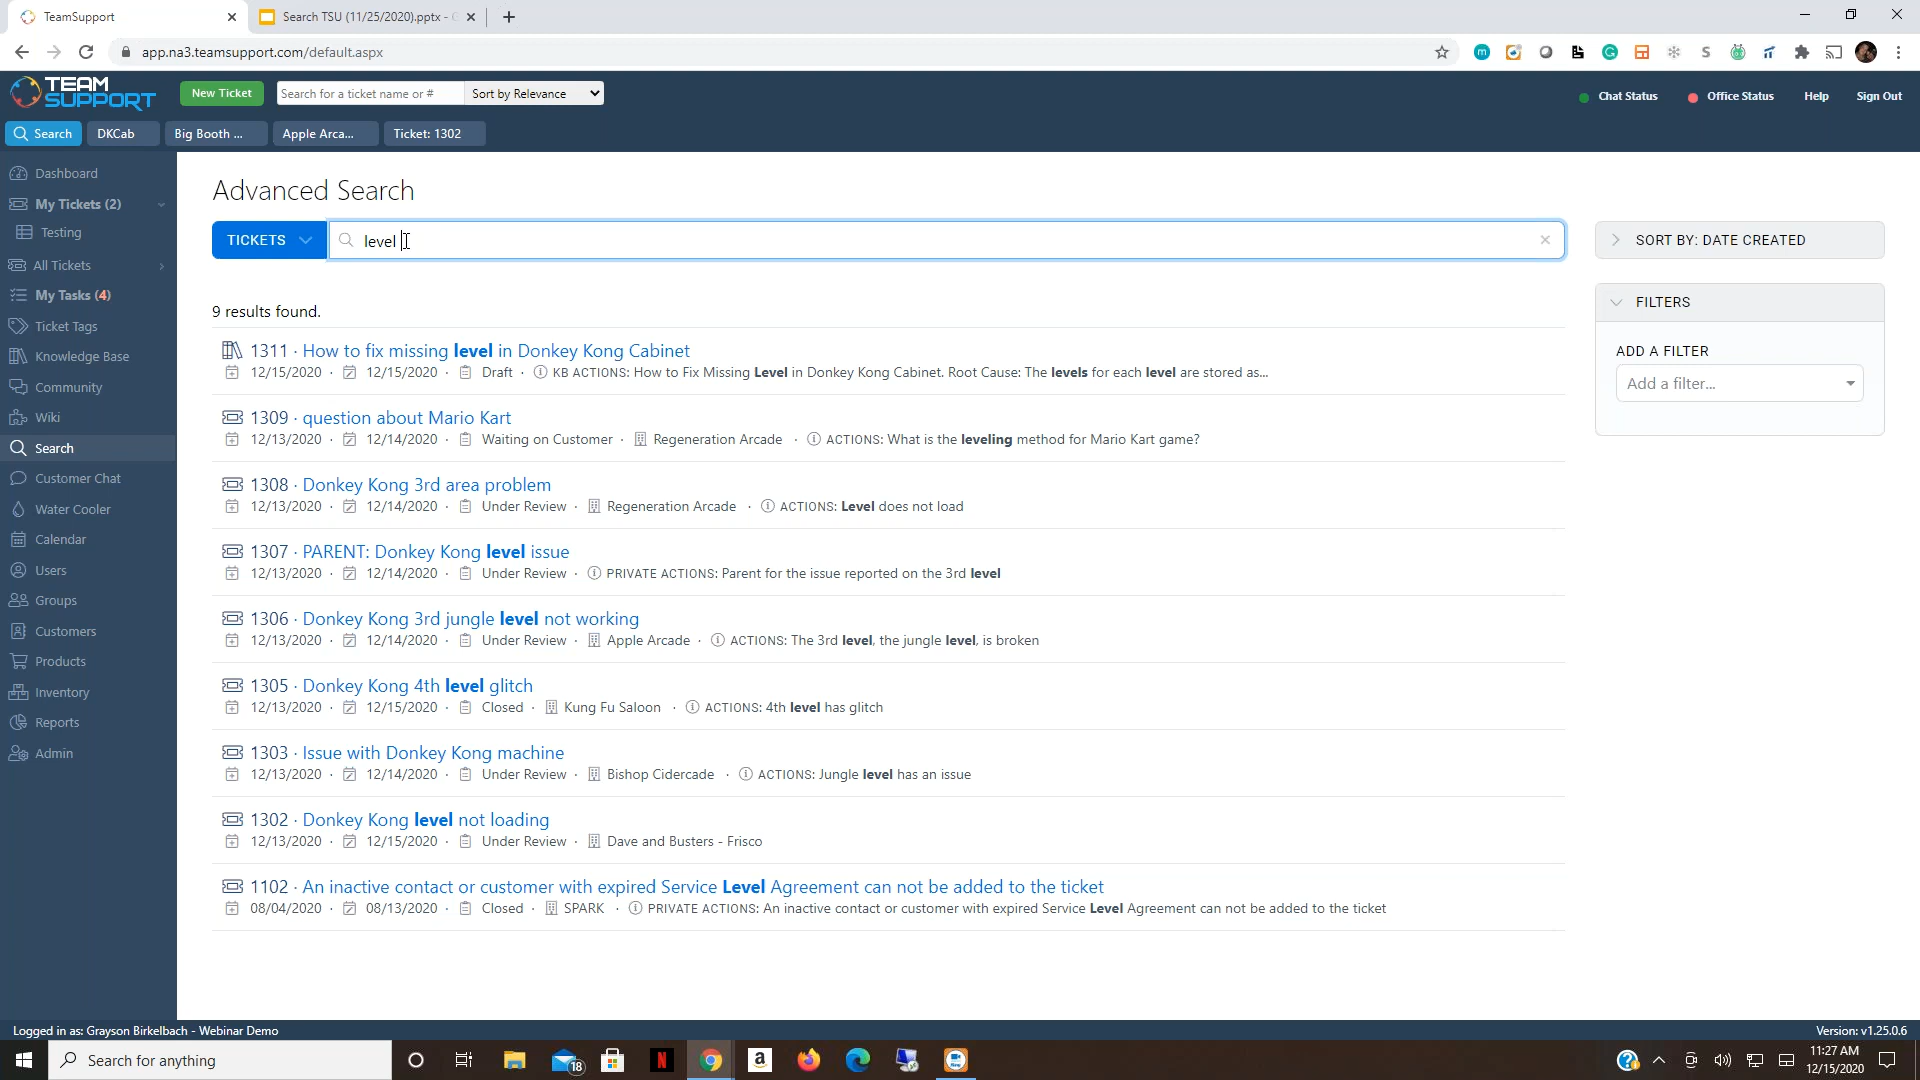 TeamSupport
Search TSU (11/25/2020).pptx - G
app.na3.teamsupport.com/default.aspx
TEAM SUPPORT
New Ticket
Search for a ticket name or #
Sort by Relevance
Chat Status
Office Status
Help
Sign Out
Search
DKCab
Big Booth ...
Apple Arca...
Ticket: 1302
Dashboard
My Tickets (2)
Testing
All Tickets
My Tasks (4)
Ticket Tags
Knowledge Base
Community
Wiki
Search
Customer Chat
Water Cooler
Calendar
Users
Groups
Customers
Products
Inventory
Reports
Admin
Advanced Search
TICKETS
level
9 results found.
1311 · How to fix missing level in Donkey Kong Cabinet
12/15/2020 · 12/15/2020 · Draft · KB ACTIONS: How to Fix Missing Level in Donkey Kong Cabinet. Root Cause: The levels for each level are stored as...
1309 · question about Mario Kart
12/13/2020 · 12/14/2020 · Waiting on Customer · Regeneration Arcade · ACTIONS: What is the leveling method for Mario Kart game?
1308 · Donkey Kong 3rd area problem
12/13/2020 · 12/14/2020 · Under Review · Regeneration Arcade · ACTIONS: Level does not load
1307 · PARENT: Donkey Kong level issue
12/13/2020 · 12/14/2020 · Under Review · PRIVATE ACTIONS: Parent for the issue reported on the 3rd level
1306 · Donkey Kong 3rd jungle level not working
12/13/2020 · 12/14/2020 · Under Review · Apple Arcade · ACTIONS: The 3rd level, the jungle level, is broken
1305 · Donkey Kong 4th level glitch
12/13/2020 · 12/15/2020 · Closed · Kung Fu Saloon · ACTIONS: 4th level has glitch
1303 · Issue with Donkey Kong machine
12/13/2020 · 12/14/2020 · Under Review · Bishop Cidercade · ACTIONS: Jungle level has an issue
1302 · Donkey Kong level not loading
12/13/2020 · 12/15/2020 · Under Review · Dave and Busters - Frisco
1102 · An inactive contact or customer with expired Service Level Agreement can not be added to the ticket
08/04/2020 · 08/13/2020 · Closed · SPARK · PRIVATE ACTIONS: An inactive contact or customer with expired Service Level Agreement can not be added to the ticket
SORT BY: DATE CREATED
FILTERS
ADD A FILTER
Add a filter...
Logged in as: Grayson Birkelbach - Webinar Demo
Version: v1.25.0.6
Search for anything
18
11:27 AM
12/15/2020